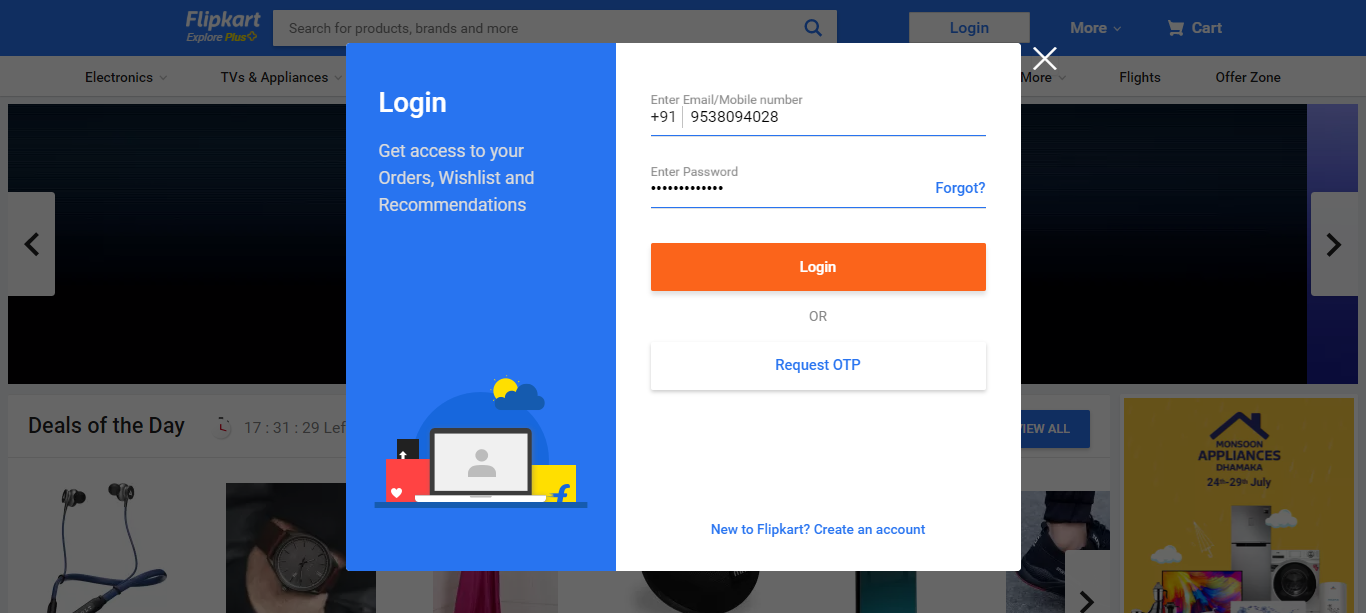 Flipkart
Explore Plus
Search for products, brands and more
Login
More
Cart
Electronics
TVs & Appliances
More
Flights
Offer Zone
Login
Get access to your
Orders, Wishlist and
Recommendations
Enter Email/Mobile number
+91 9538094028
Enter Password
•••••••••••••
Forgot?
Login
OR
Request OTP
New to Flipkart? Create an account
Deals of the Day
17 : 31 : 29 Lef
VIEW ALL
MONSOON
APPLIANCES
DHAMAKA
24th-29th July